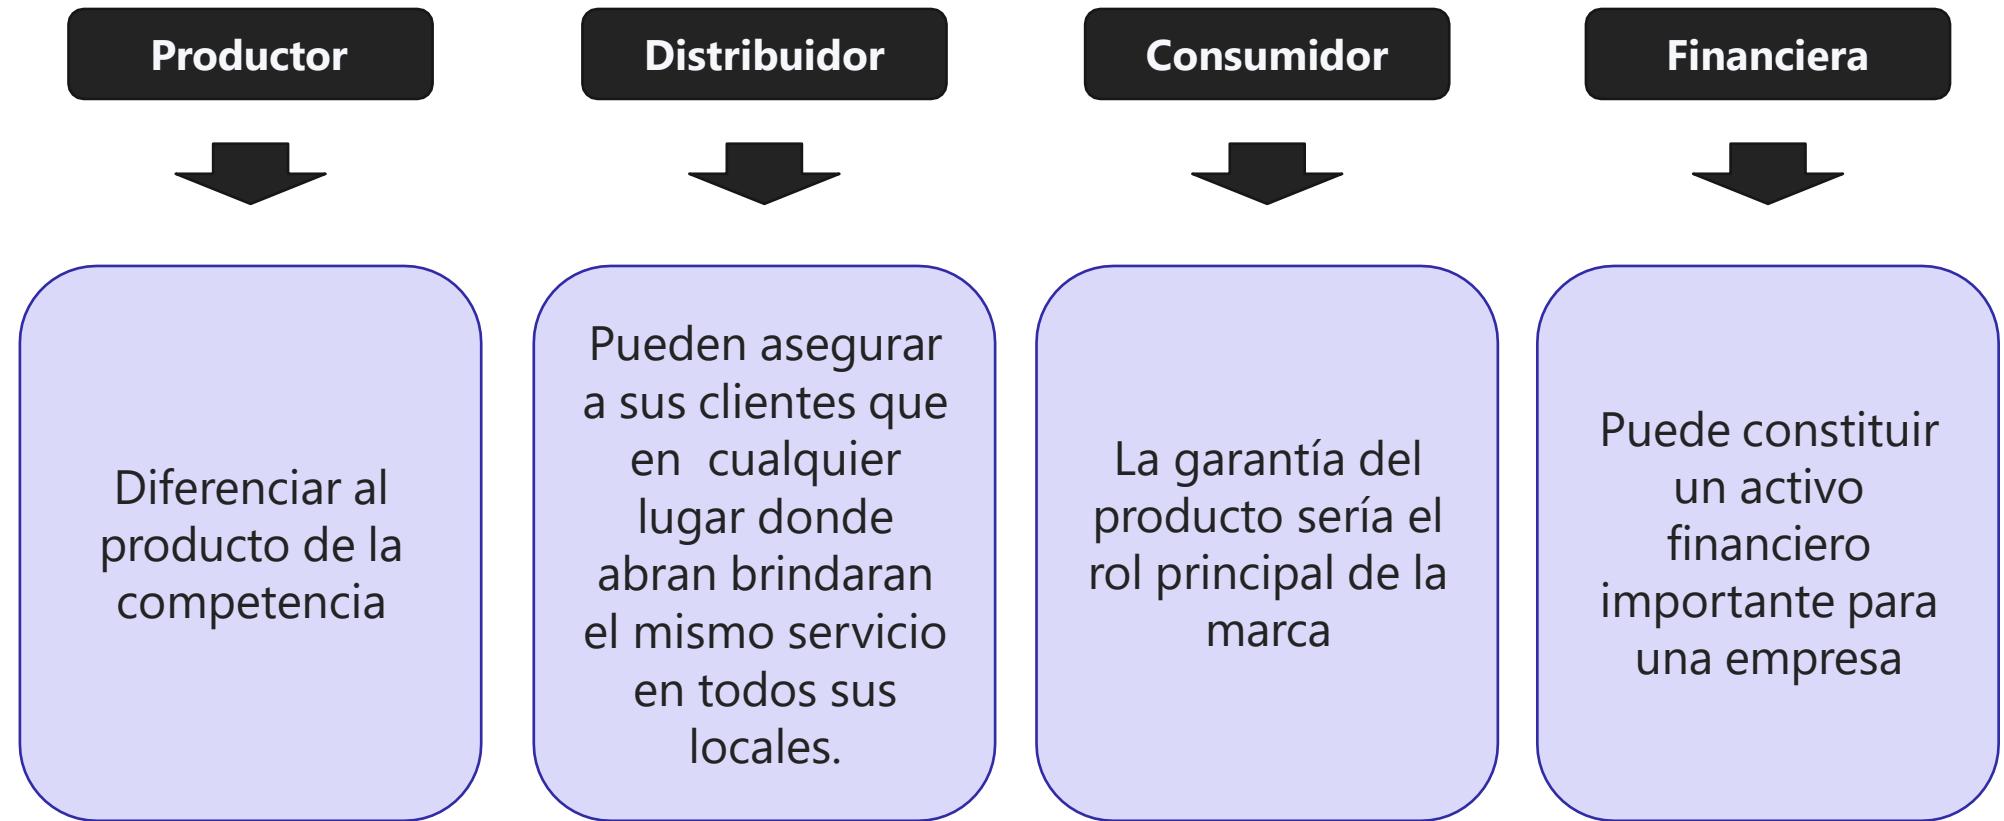 Productor
Distribuidor
Consumidor
Financiera
Diferenciar al
producto de la
competencia
Pueden asegurar
a sus clientes que
en  cualquier
lugar donde
abran brindaran
el mismo servicio
en todos sus
locales.
La garantía del
producto sería el
rol principal de la
marca
Puede constituir
un activo
financiero
importante para
una empresa